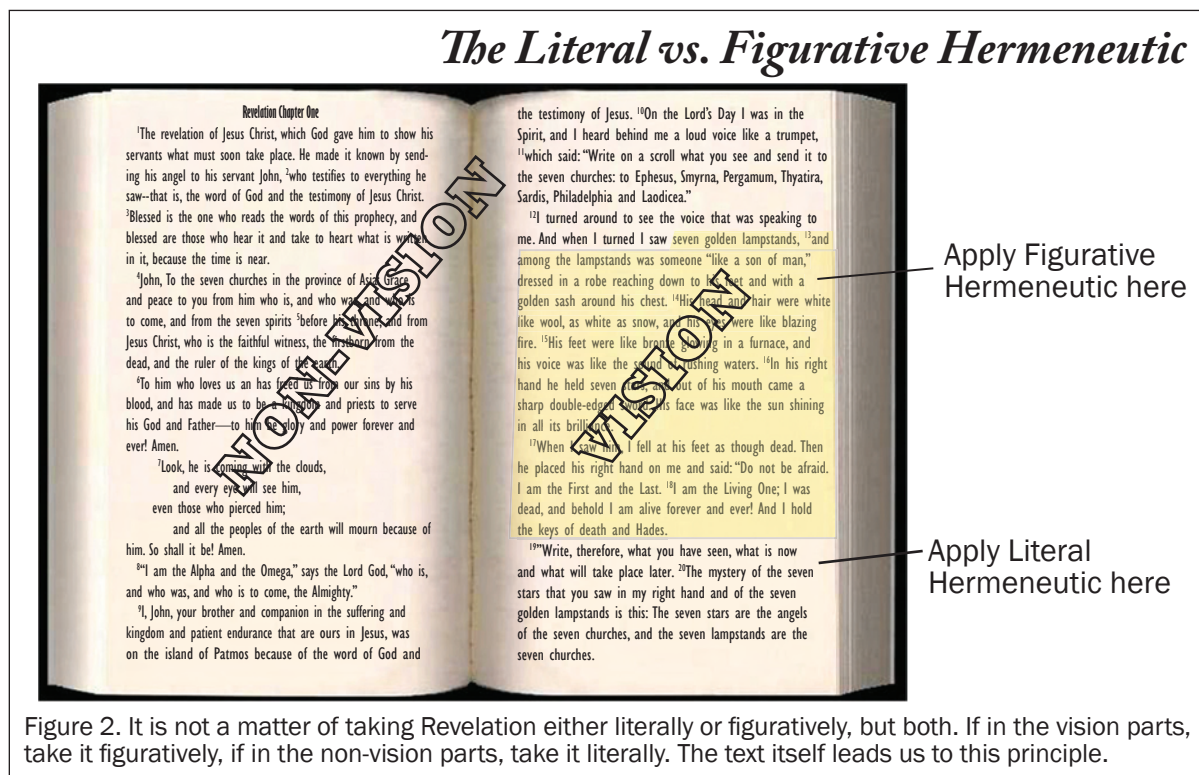 The Literal vs. Figurative Hermeneutic
Revelation Chapter One
¹The revelation of Jesus Christ, which God gave him to show his
servants what must soon take place. He made it known by send-
ing his angel to his servant John, ²who testifies to everything he
saw--that is, the word of God and the testimony of Jesus Christ.
³Blessed is the one who reads the words of this prophecy, and
blessed are those who hear it and take to heart what is written
in it, because the time is near.
⁴John, To the seven churches in the province of Asia: Grace
and peace to you from him who is, and who was, and who is
to come, and from the seven spirits ⁵before his throne, and from
Jesus Christ, who is the faithful witness, the firstborn from the
dead, and the ruler of the kings of the earth.
⁶To him who loves us an has freed us from our sins by his
blood, and has made us to be a kingdom and priests to serve
his God and Father—to him be glory and power forever and
ever! Amen.
⁷Look, he is coming with the clouds,
and every eye will see him,
even those who pierced him;
and all the peoples of the earth will mourn because of
him. So shall it be! Amen.
⁸“I am the Alpha and the Omega,” says the Lord God, “who is,
and who was, and who is to come, the Almighty.”
⁹I, John, your brother and companion in the suffering and
kingdom and patient endurance that are ours in Jesus, was
on the island of Patmos because of the word of God and
NON-VISION
the testimony of Jesus. ¹⁰On the Lord’s Day I was in the
Spirit, and I heard behind me a loud voice like a trumpet,
¹¹which said: “Write on a scroll what you see and send it to
the seven churches: to Ephesus, Smyrna, Pergamum, Thyatira,
Sardis, Philadelphia and Laodicea.”
¹²I turned around to see the voice that was speaking to
me. And when I turned I saw seven golden lampstands, ¹³and
among the lampstands was someone “like a son of man,”
dressed in a robe reaching down to his feet and with a
golden sash around his chest. ¹⁴His head and hair were white
like wool, as white as snow, and his eyes were like blazing
fire. ¹⁵His feet were like bronze glowing in a furnace, and
his voice was like the sound of rushing waters. ¹⁶In his right
hand he held seven stars, and out of his mouth came a
sharp double-edged sword. His face was like the sun shining
in all its brilliance.
¹⁷When I saw him, I fell at his feet as though dead. Then
he placed his right hand on me and said: “Do not be afraid.
I am the First and the Last. ¹⁸I am the Living One; I was
dead, and behold I am alive forever and ever! And I hold
the keys of death and Hades.
¹⁹”Write, therefore, what you have seen, what is now
and what will take place later. ²⁰The mystery of the seven
stars that you saw in my right hand and of the seven
golden lampstands is this: The seven stars are the angels
of the seven churches, and the seven lampstands are the
seven churches.
VISION
Apply Figurative
Hermeneutic here
Apply Literal
Hermeneutic here
Figure 2. It is not a matter of taking Revelation either literally or figuratively, but both. If in the vision parts,
take it figuratively, if in the non-vision parts, take it literally. The text itself leads us to this principle.